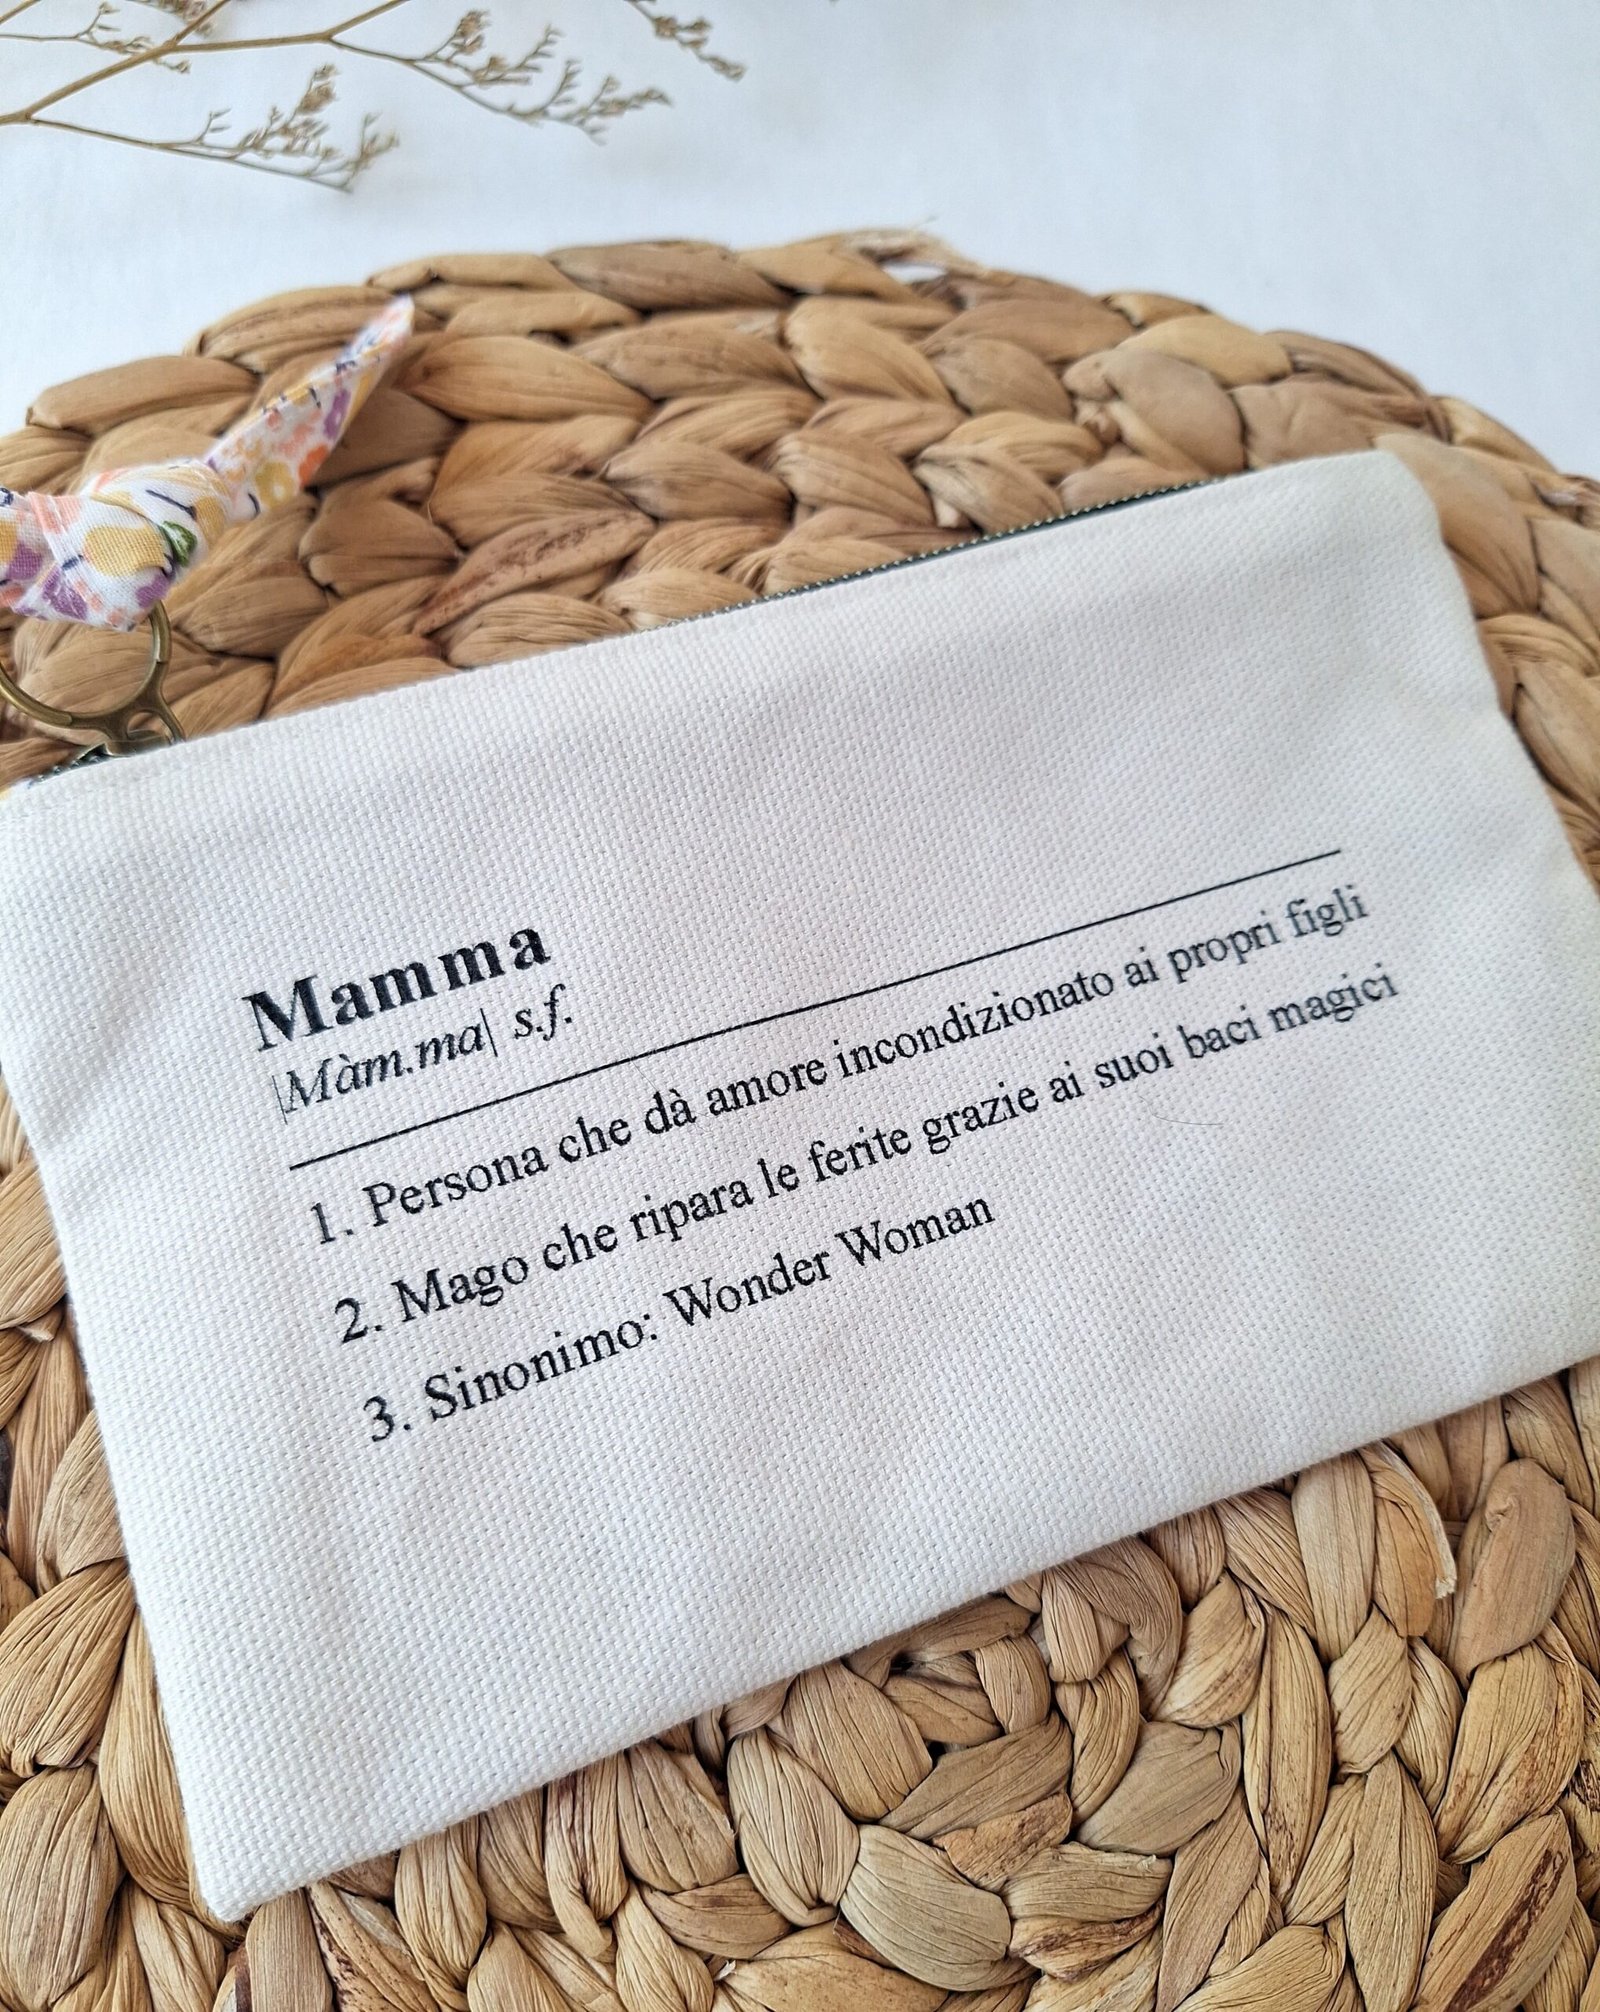 Mamma
|Màm.ma| s.f.
1. Persona che dà amore incondizionato ai propri figli
2. Mago che ripara le ferite grazie ai suoi baci magici
3. Sinonimo: Wonder Woman